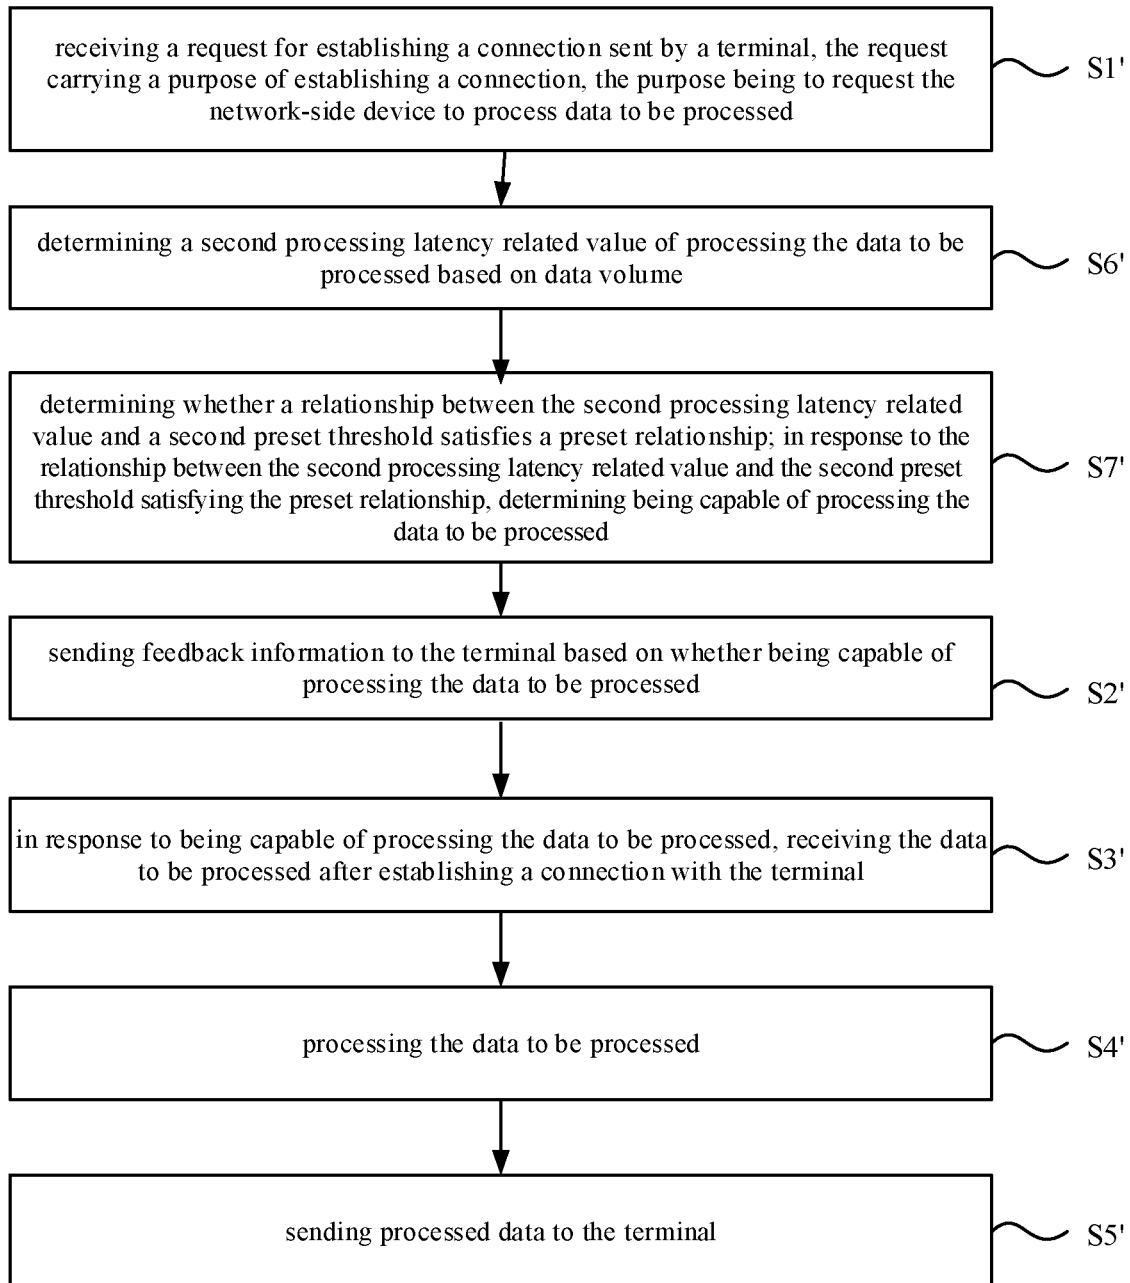 receiving a request for establishing a connection sent by a terminal, the request
carrying a purpose of establishing a connection, the purpose being to request the
network-side device to process data to be processed
S1'
determining a second processing latency related value of processing the data to be
processed based on data volume
S6'
determining whether a relationship between the second processing latency related
value and a second preset threshold satisfies a preset relationship; in response to the
relationship between the second processing latency related value and the second preset
threshold satisfying the preset relationship, determining being capable of processing the
data to be processed
S7'
sending feedback information to the terminal based on whether being capable of
processing the data to be processed
S2'
in response to being capable of processing the data to be processed, receiving the data
to be processed after establishing a connection with the terminal
S3'
processing the data to be processed
S4'
sending processed data to the terminal
S5'